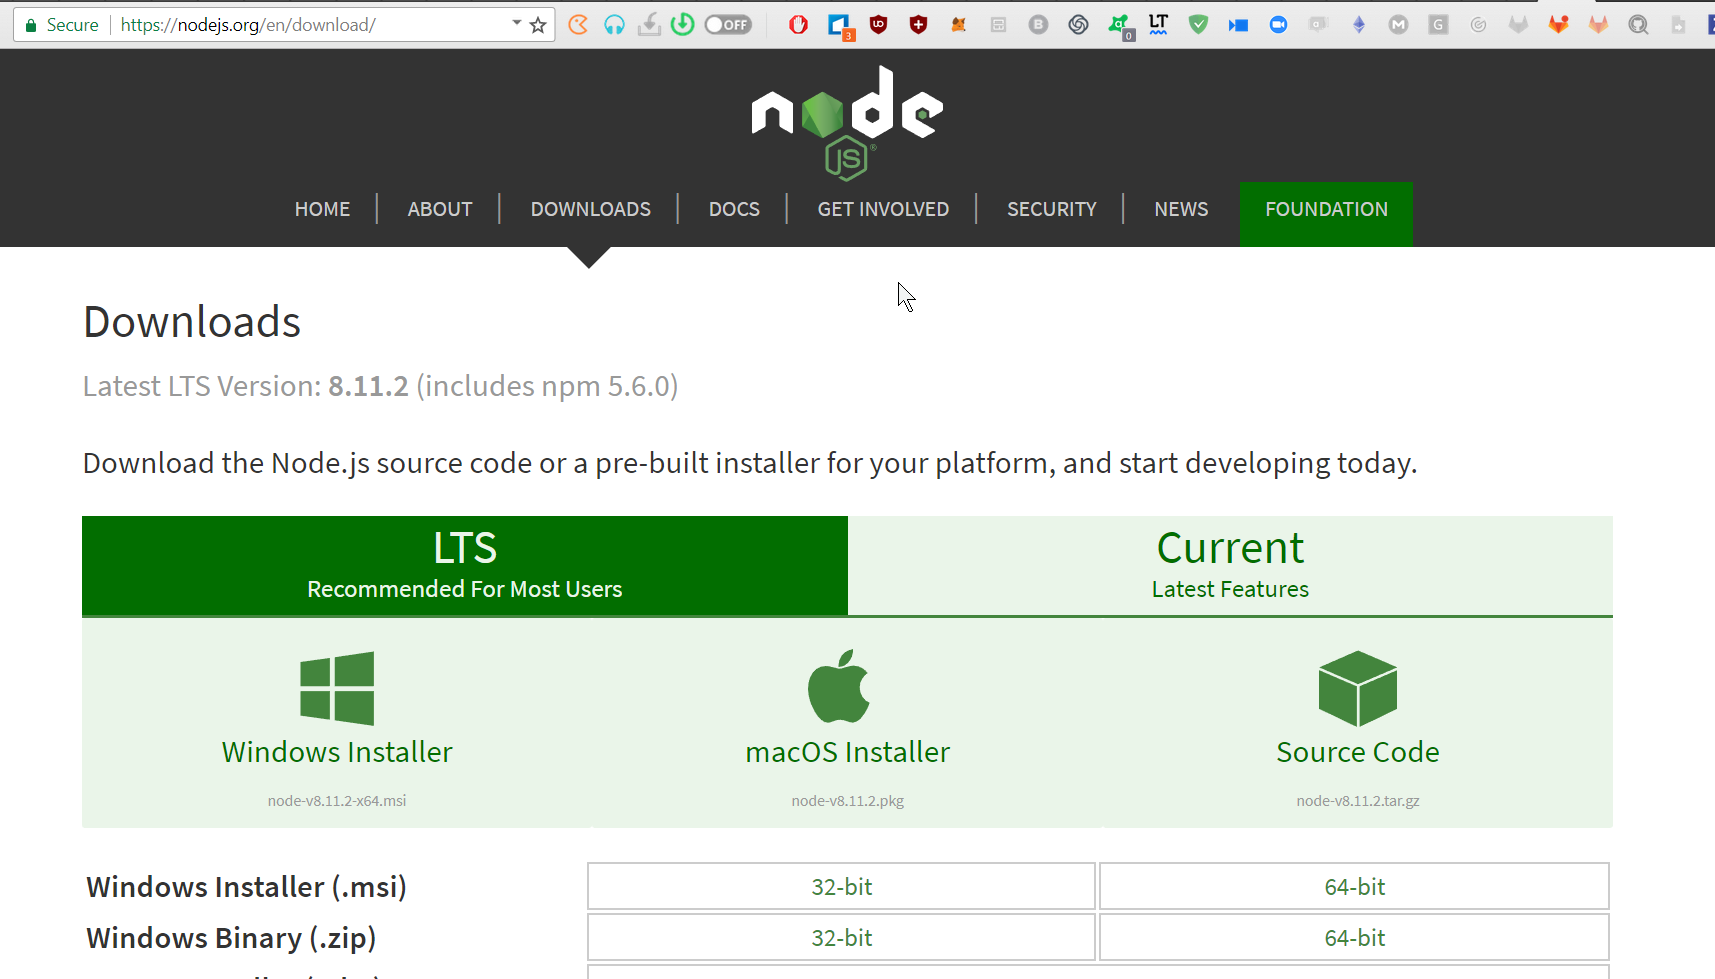 Secure https://nodejs.org/en/download/ OFF 3 UD B a 0 LT M G
node
JS ®
HOME ABOUT DOWNLOADS DOCS GET INVOLVED SECURITY NEWS FOUNDATION
Downloads
Latest LTS Version: 8.11.2 (includes npm 5.6.0)
Download the Node.js source code or a pre-built installer for your platform, and start developing today.
LTS Current
Recommended For Most Users Latest Features
Windows Installer macOS Installer Source Code
node-v8.11.2-x64.msi node-v8.11.2.pkg node-v8.11.2.tar.gz
Windows Installer (.msi) 32-bit 64-bit
Windows Binary (.zip) 32-bit 64-bit